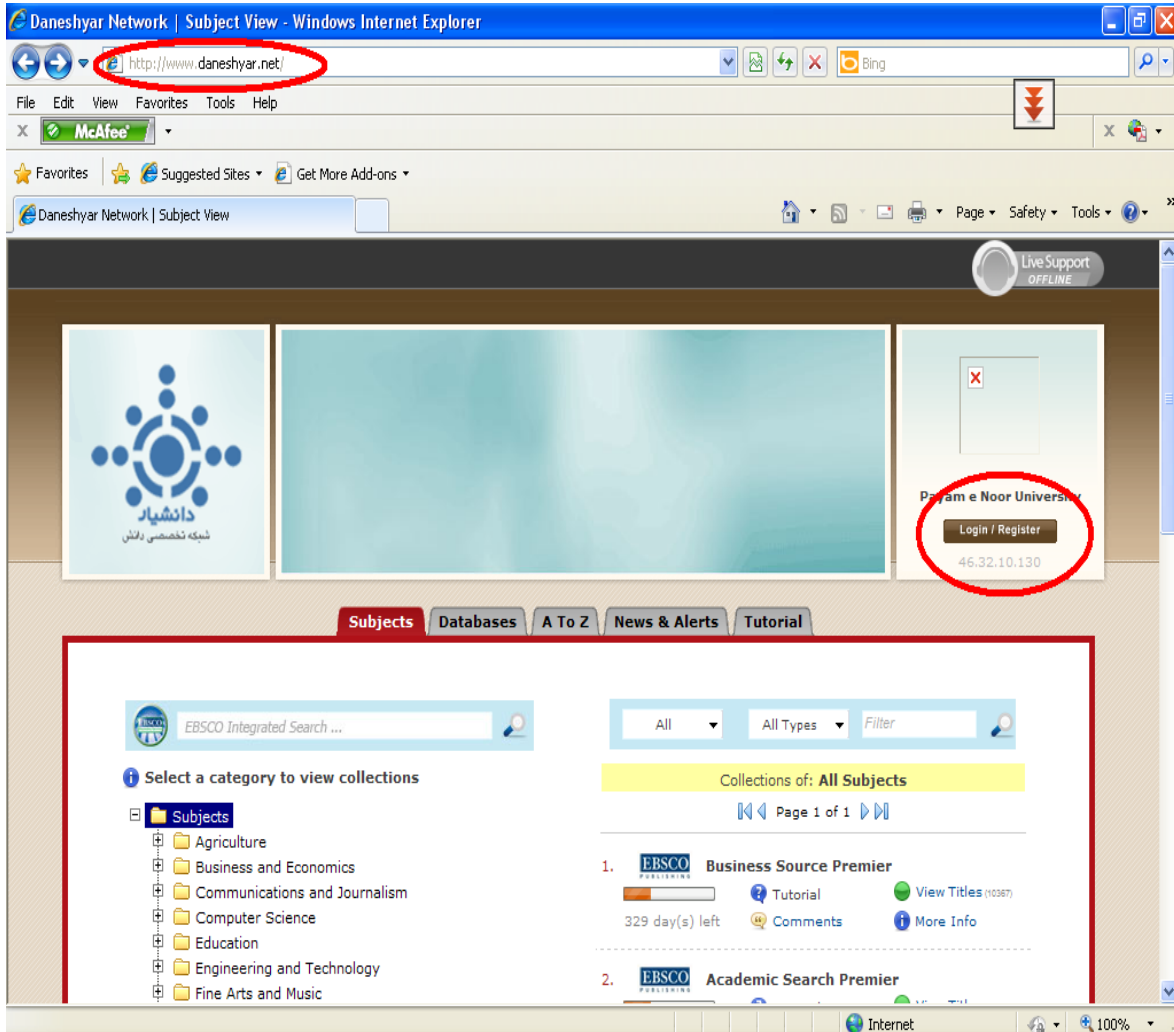 Daneshyar Network | Subject View - Windows Internet Explorer
http://www.daneshyar.net/
Bing
File Edit View Favorites Tools Help
X McAfee X
Favorites Suggested Sites Get More Add-ons
Daneshyar Network | Subject View
Page Safety Tools »
Live Support
OFFLINE
دانشیار
شبکه تخصصی دانش
Payam e Noor University
Login / Register
46.32.10.130
Subjects Databases A To Z News & Alerts Tutorial
EBSCO EBSCO Integrated Search ...
All All Types Filter
Select a category to view collections
Collections of: All Subjects
Page 1 of 1
Subjects
Agriculture
Business and Economics
Communications and Journalism
Computer Science
Education
Engineering and Technology
Fine Arts and Music
1. EBSCO PUBLISHING Business Source Premier
Tutorial View Titles (10367)
329 day(s) left Comments More Info
2. EBSCO PUBLISHING Academic Search Premier
Internet 100%